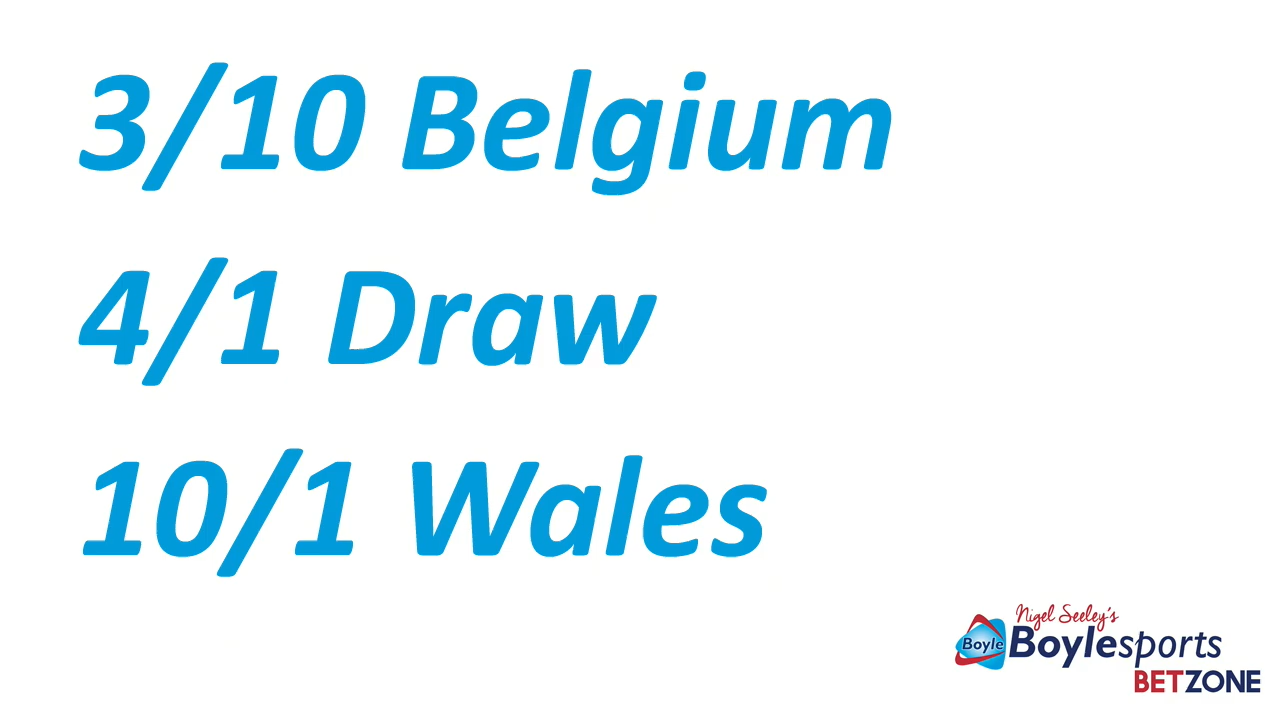 3/10 Belgium
4/1 Draw
10/1 Wales
Nigel Seeley's
Boyle Boylesports
BETZONE